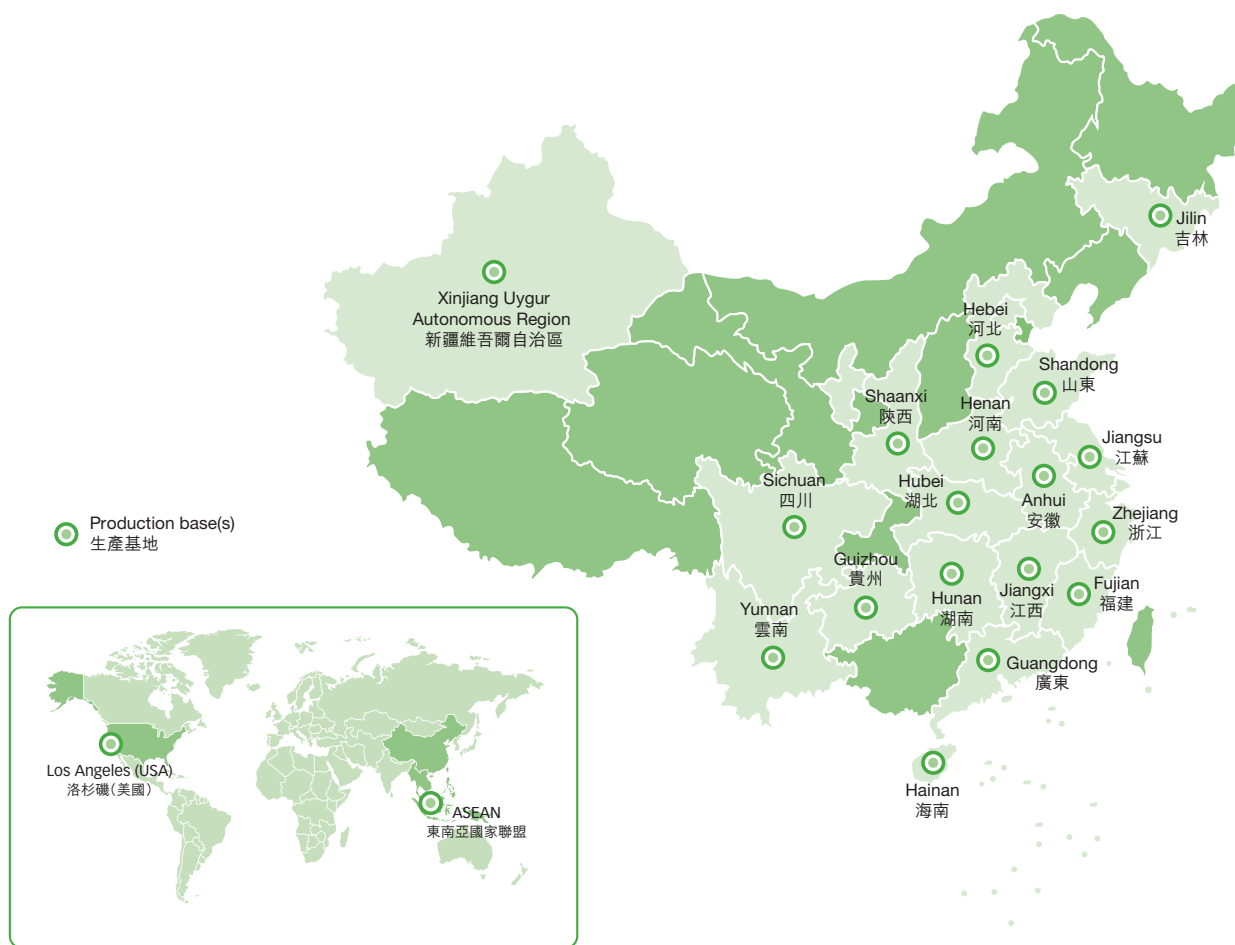 Jilin
吉林
Xinjiang Uygur
Autonomous Region
新疆維吾爾自治區
Hebei
河北
Shandong
山東
Shaanxi
陝西
Henan
河南
Jiangsu
江蘇
Sichuan
四川
Hubei
湖北
Anhui
安徽
Zhejiang
浙江
Production base(s)
生產基地
Guizhou
貴州
Hunan
湖南
Jiangxi
江西
Fujian
福建
Yunnan
雲南
Guangdong
廣東
Hainan
海南
Los Angeles (USA)
洛杉磯(美國)
ASEAN
東南亞國家聯盟